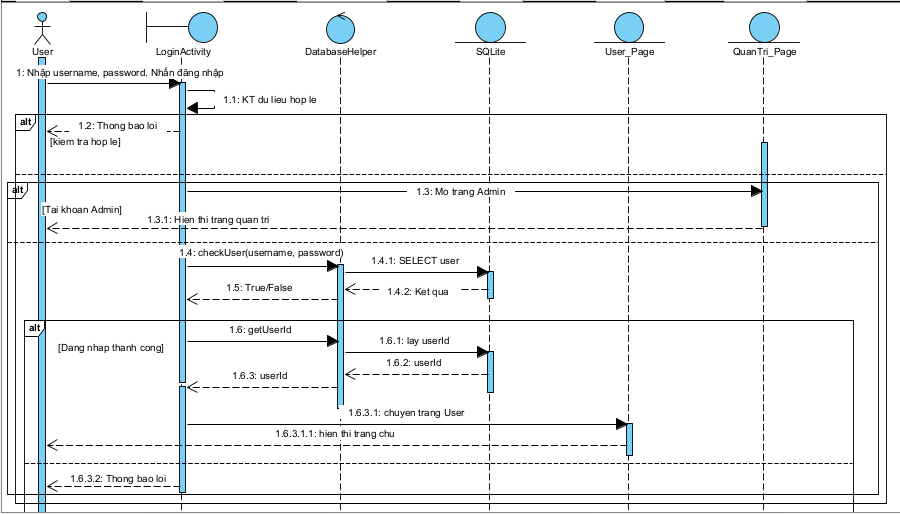 User
LoginActivity
DatabaseHelper
SQLite
User_Page
QuanTri_Page
1: Nhập username, password. Nhấn đăng nhập
1.1: KT du lieu hop le
alt
1.2: Thong bao loi
[kiem tra hop le]
alt
1.3: Mo trang Admin
[Tai khoan Admin]
1.3.1: Hien thi trang quan tri
1.4: checkUser(username, password)
1.4.1: SELECT user
1.5: True/False
1.4.2: Ket qua
alt
1.6: getUserId
[Dang nhap thanh cong]
1.6.1: lay userId
1.6.2: userId
1.6.3: userId
1.6.3.1: chuyen trang User
1.6.3.1.1: hien thi trang chu
1.6.3.2: Thong bao loi